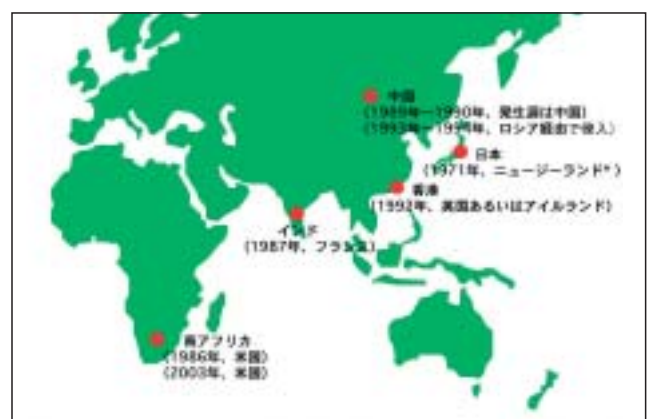 中国
(1989年ー1990年、発生源は中国)
(1993年ー1994年、ロシア経由で侵入)
日本
(1971年、ニュージーランド*)
香港
(1992年、英国あるいはアイルランド)
インド
(1987年、フランス)
南アフリカ
(1986年、米国)
(2003年、米国)